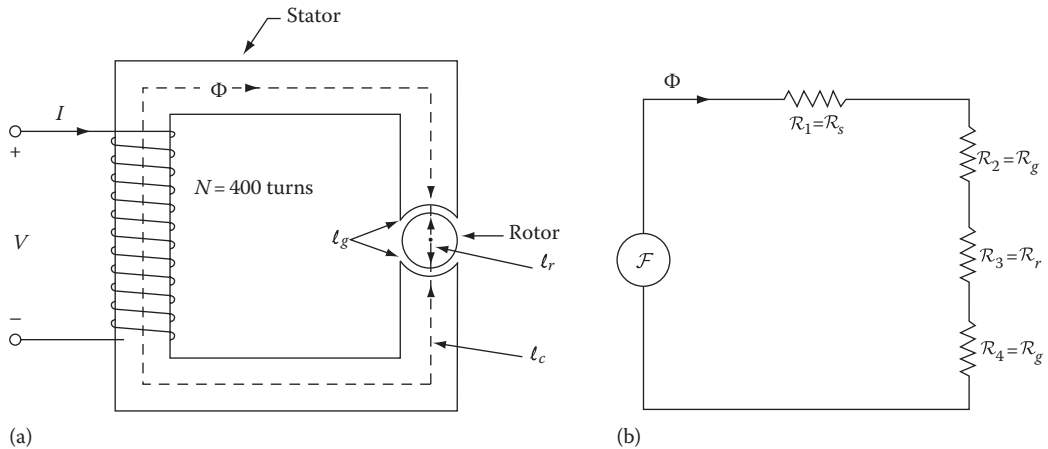 Stator
Φ
I
+
N = 400 turns
V
ℓg
Rotor
ℓr
−
ℓc
(a)
Φ
ℛ1=ℛs
ℛ2=ℛg
ℱ
ℛ3=ℛr
ℛ4=ℛg
(b)